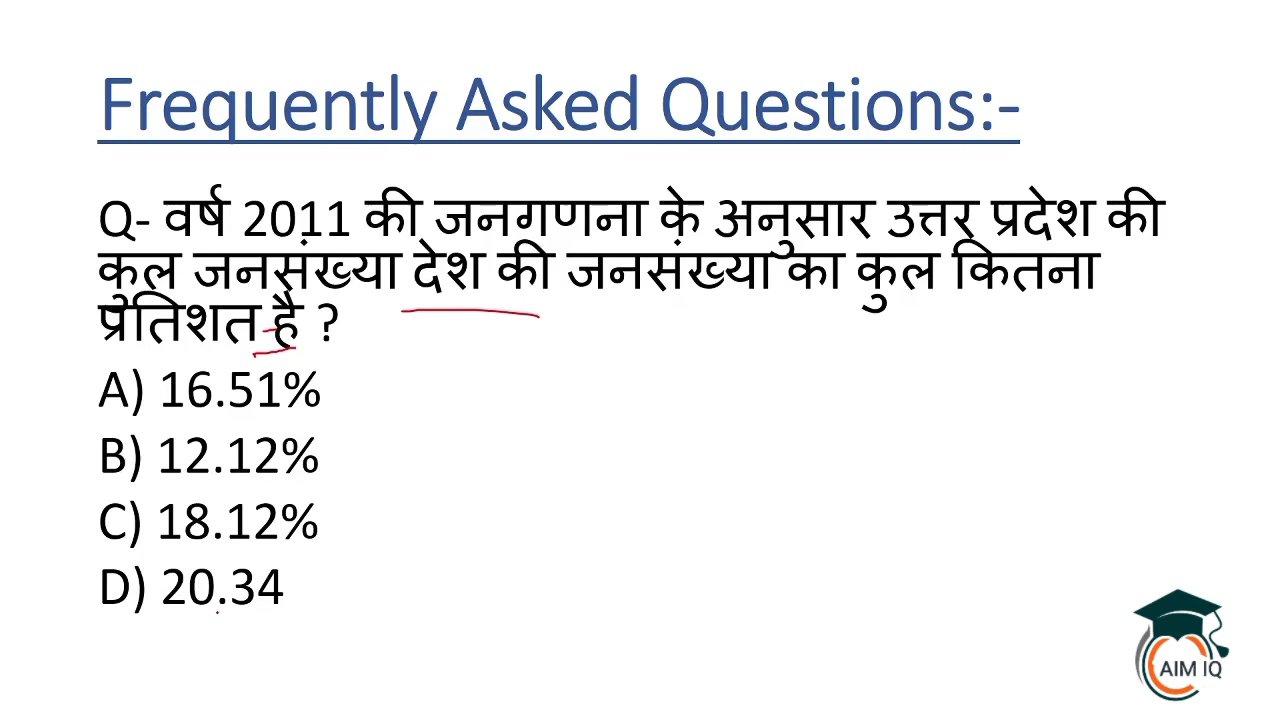 Frequently Asked Questions:-
Q- वर्ष 2011 की जनगणना के अनुसार उत्तर प्रदेश की
कुल जनसंख्या देश की जनसंख्या का कुल कितना
प्रतिशत है ?
A) 16.51%
B) 12.12%
C) 18.12%
D) 20.34
AIM IQ